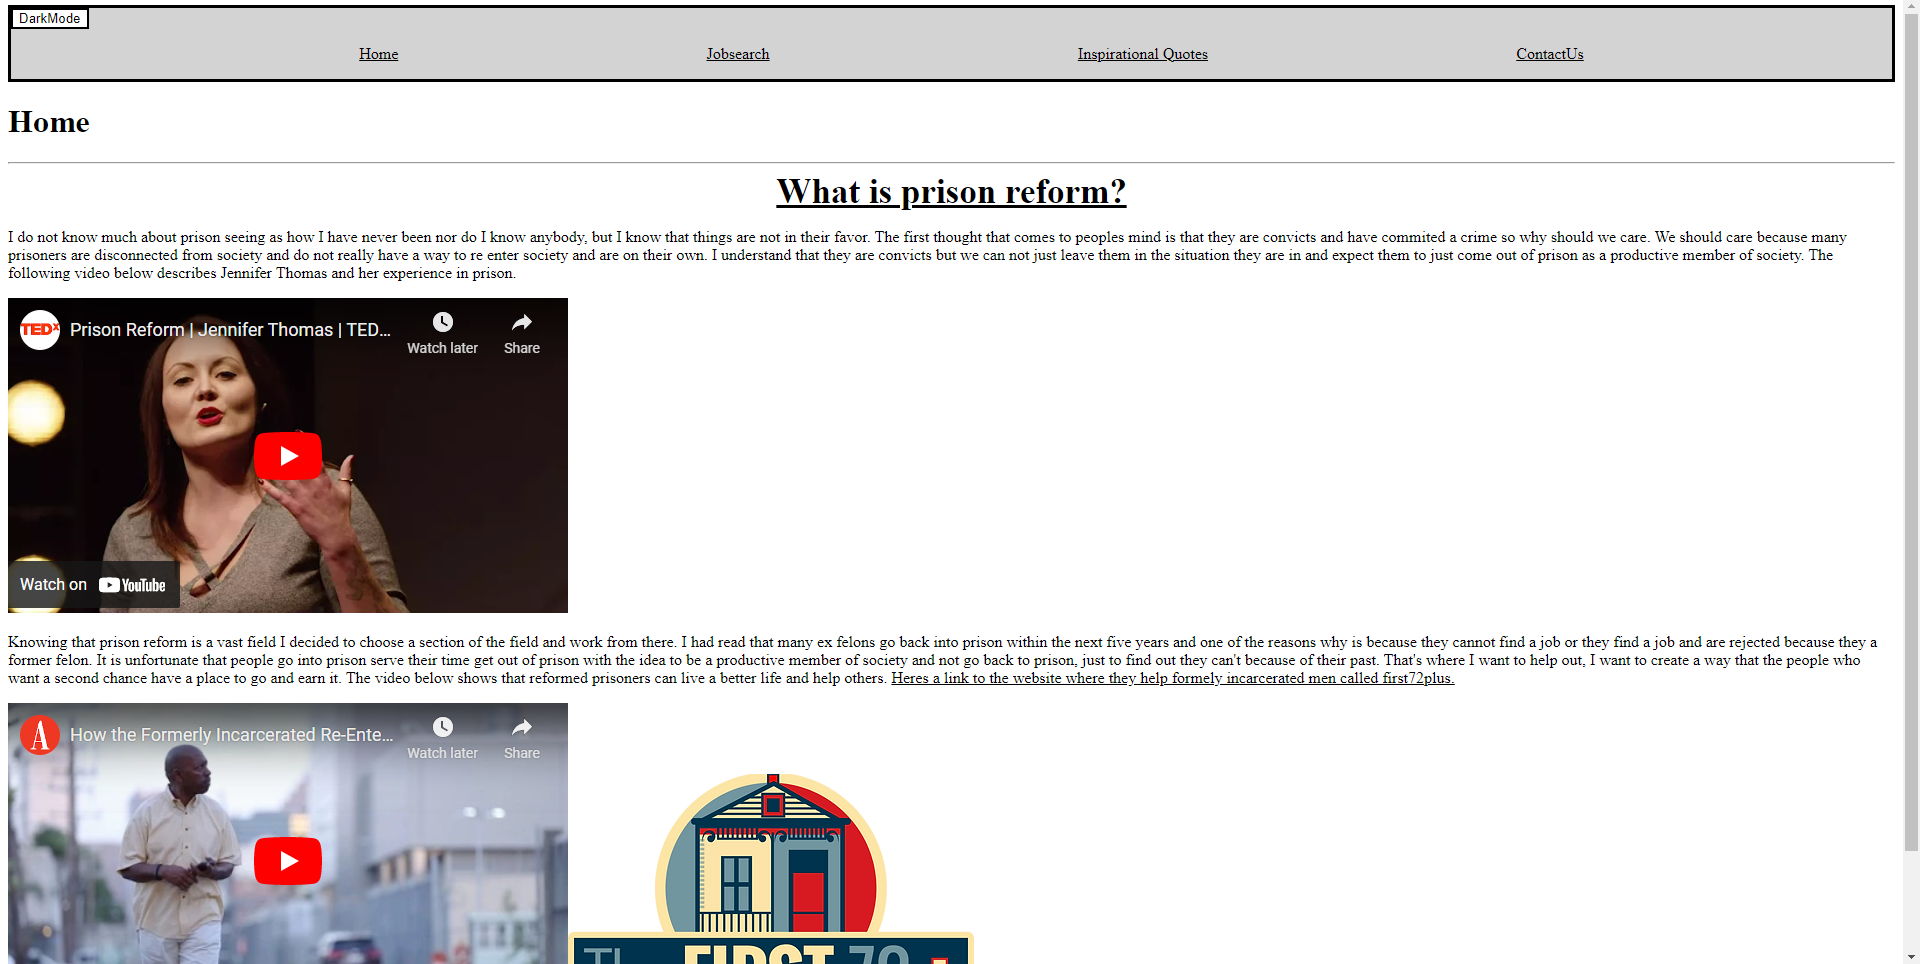 DarkMode
Home Jobsearch Inspirational Quotes ContactUs
Home
What is prison reform?
I do not know much about prison seeing as how I have never been nor do I know anybody, but I know that things are not in their favor. The first thought that comes to peoples mind is that they are convicts and have commited a crime so why should we care. We should care because many
prisoners are disconnared from society and do not really have a way to re enter society and are on their own. I understand that they are convicts but we can not just leave them in the situation they are in and expect them to just come out of prison as a productive member of society. The
following video below describes Jennifer Thomas and her experience in prison.
TEDx
Prison Reform | Jennifer Thomas | TED...
Watch later
Share
Watch on YouTube
Knowing that prison reform is a vast field I decided to choose a section of the field and work from there. I had read that many ex felons go back into prison within the next five years and one of the reasons why is because they cannot find a job or they find a job and are rejected because they a
former felon. It is unfortunate that people go into prison serve their time get out of prison with the idea to be a productive member of society and not go back to prison, just to find out they can't because of their past. That's where I want to help out, I want to create a way that the people who
want a second chance have a place to go and earn it. The video below shows that reformed prisoners can live a better life and help others. Heres a link to the website where they help formely incarcerated men called first72plus.
A
How the Formerly Incarcerated Re-Ente...
Watch later
Share
FIRST 72